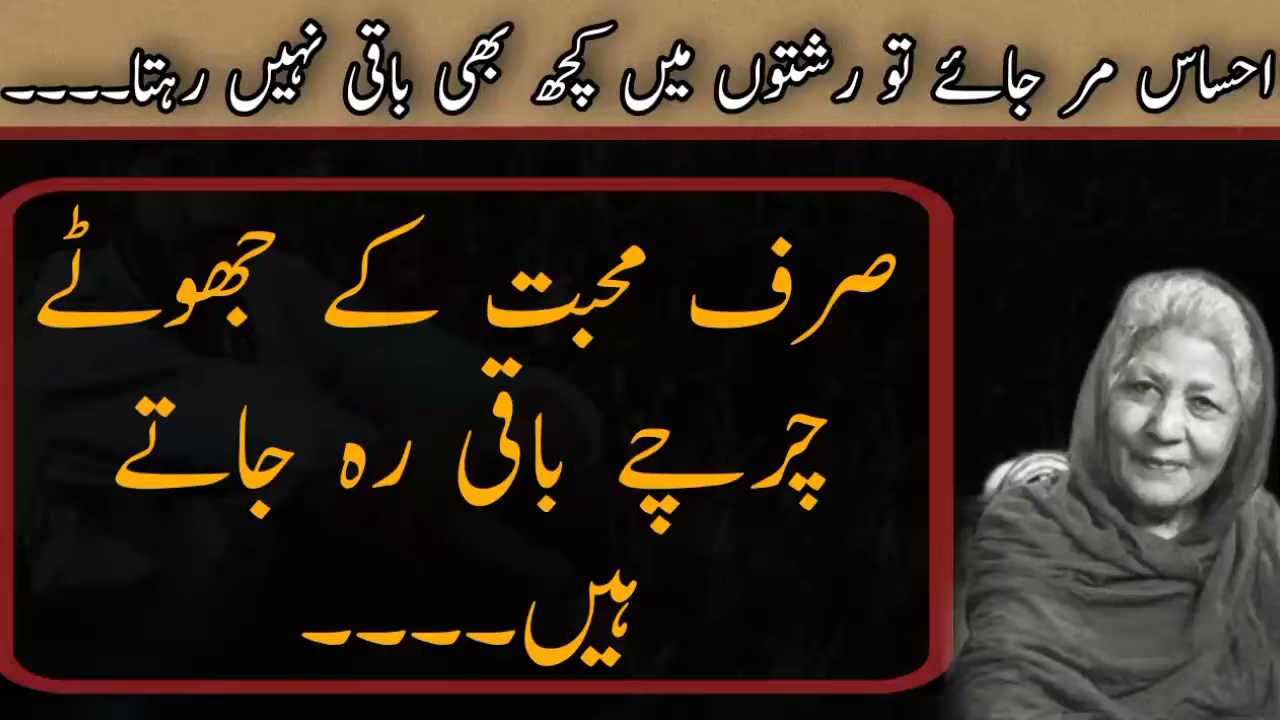 احساس مر جائے تو رشتوں میں کچھ بھی باقی نہیں رہتا۔۔۔۔
صرف محبت کے جھوٹے
چرچے باقی رہ جاتے
ہیں۔۔۔۔